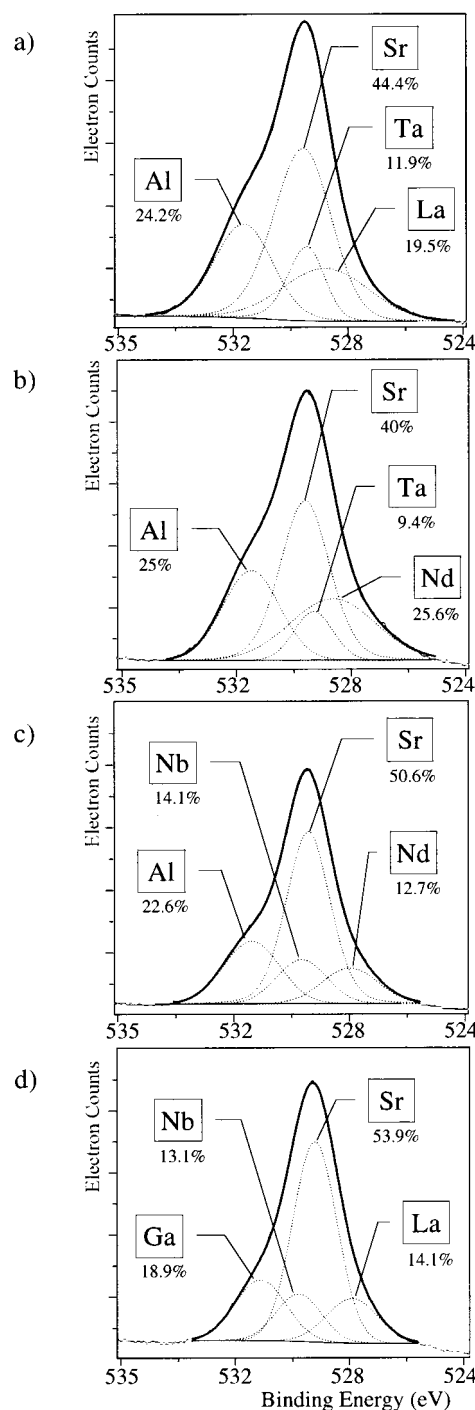 a)
Electron Counts
Sr
44.4%
Ta
11.9%
Al
24.2%
La
19.5%
535 532 528 524
b)
Electron Counts
Sr
40%
Ta
9.4%
Al
25%
Nd
25.6%
535 532 528 524
c)
Electron Counts
Nb
14.1%
Sr
50.6%
Al
22.6%
Nd
12.7%
535 532 528 524
d)
Electron Counts
Nb
13.1%
Sr
53.9%
Ga
18.9%
La
14.1%
535 532 528 524
Binding Energy (eV)